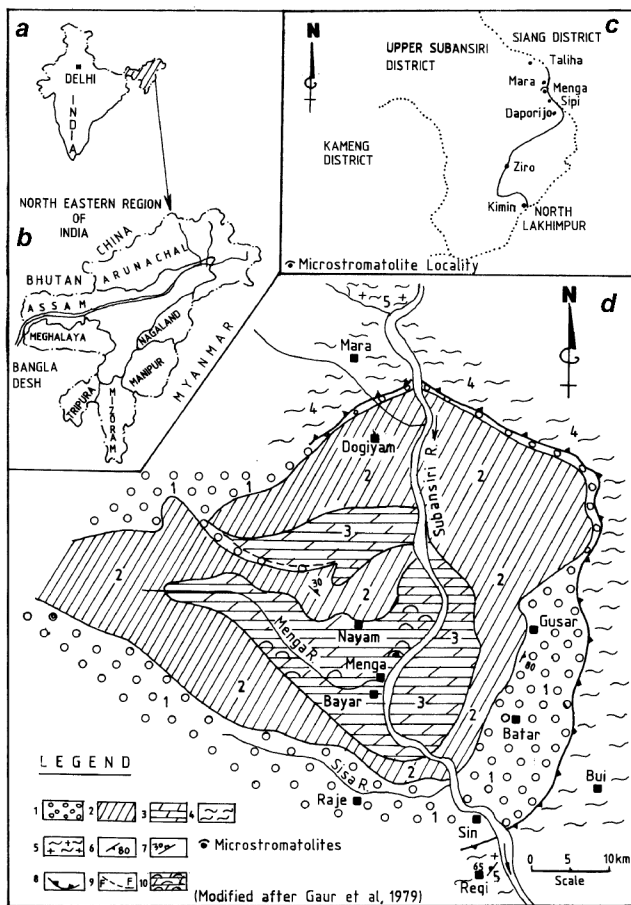 a
DELHI
INDIA
NORTH EASTERN REGION
OF
INDIA
b
CHINA
ARUNACHAL
BHUTAN
ASSAM
MEGHALAYA
NAGALAND
BANGLA
DESH
MANIPUR
MYANMAR
TRIPURA
MIZORAM
c
N
SIANG DISTRICT
UPPER SUBANSIRI
DISTRICT
Taliha
Mara
Menga
Sipi
Daporijo
KAMENG
DISTRICT
Ziro
Kimin
NORTH
LAKHIMPUR
Microstromatolite Locality
d
N
5
Mara
4
4
4
Dogiyam
Subansiri R.
1
1
2
2
3
2
30
2
Nayam
Gusar
Menga R.
3
80
Menga
1
Bayar
1
2
2
Batar
2
Sisa R.
1
Bui
Raje
1
Sin
65
5
Reqi
0 5 10km
Scale
LEGEND
1 2 3 4
5 6 80 7 30
Microstromatolites
8 9 F F 10
(Modified after Gaur et al, 1979)